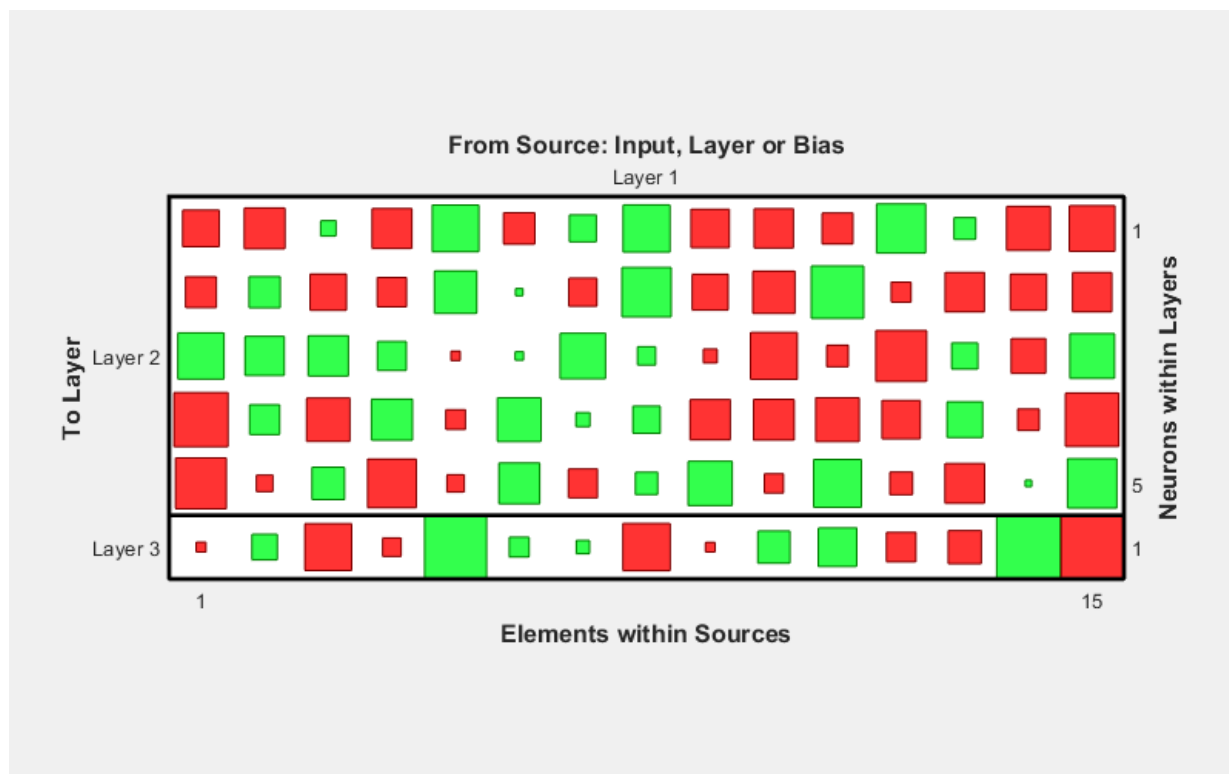 From Source: Input, Layer or Bias
Layer 1
1
To Layer
Layer 2
Neurons within Layers
5
Layer 3
1
1
15
Elements within Sources